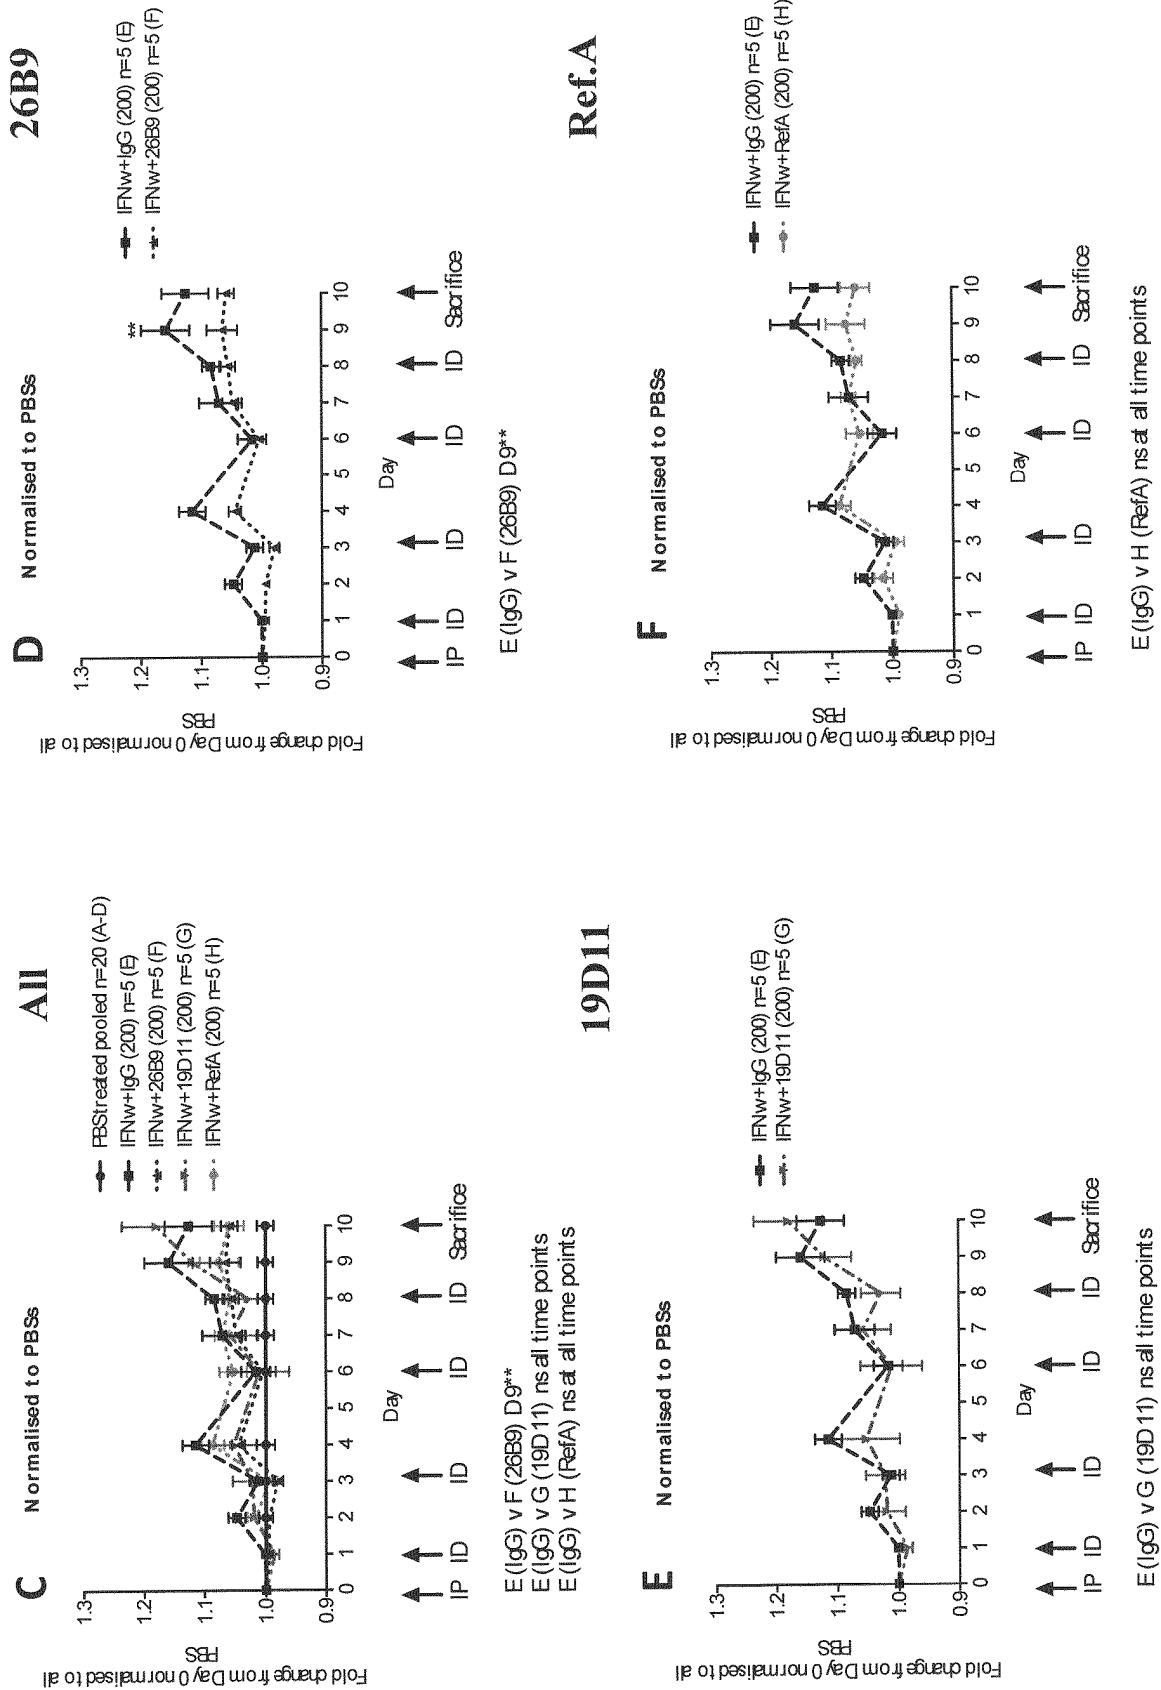 C
All
Normalised to PBSs
Fold change from Day 0 normalised to all
PBS
1.3
1.2
1.1
1.0
0.9
0 1 2 3 4 5 6 7 8 9 10
Day
IP ID ID ID ID Sacrifice
PBS treated pooled n=20 (A-D)
IFNw+IgG (200) n=5 (E)
IFNw+26B9 (200) n=5 (F)
IFNw+19D11 (200) n=5 (G)
IFNw+RefA (200) n=5 (H)
E (IgG) v F (26B9) D9**
E (IgG) v G (19D11) ns all time points
E (IgG) v H (RefA) ns at all time points
D
26B9
Normalised to PBSs
Fold change from Day 0 normalised to all
PBS
1.3
1.2
1.1
1.0
0.9
**
0 1 2 3 4 5 6 7 8 9 10
Day
IP ID ID ID ID Sacrifice
IFNw+IgG (200) n=5 (E)
IFNw+26B9 (200) n=5 (F)
E (IgG) v F (26B9) D9**
E
19D11
Normalised to PBSs
Fold change from Day 0 normalised to all
PBS
1.3
1.2
1.1
1.0
0.9
0 1 2 3 4 5 6 7 8 9 10
Day
IP ID ID ID ID Sacrifice
IFNw+IgG (200) n=5 (E)
IFNw+19D11 (200) n=5 (G)
E (IgG) v G (19D11) ns all time points
F
Ref.A
Normalised to PBSs
Fold change from Day 0 normalised to all
PBS
1.3
1.2
1.1
1.0
0.9
0 1 2 3 4 5 6 7 8 9 10
Day
IP ID ID ID ID Sacrifice
IFNw+IgG (200) n=5 (E)
IFNw+RefA (200) n=5 (H)
E (IgG) v H (RefA) ns at all time points